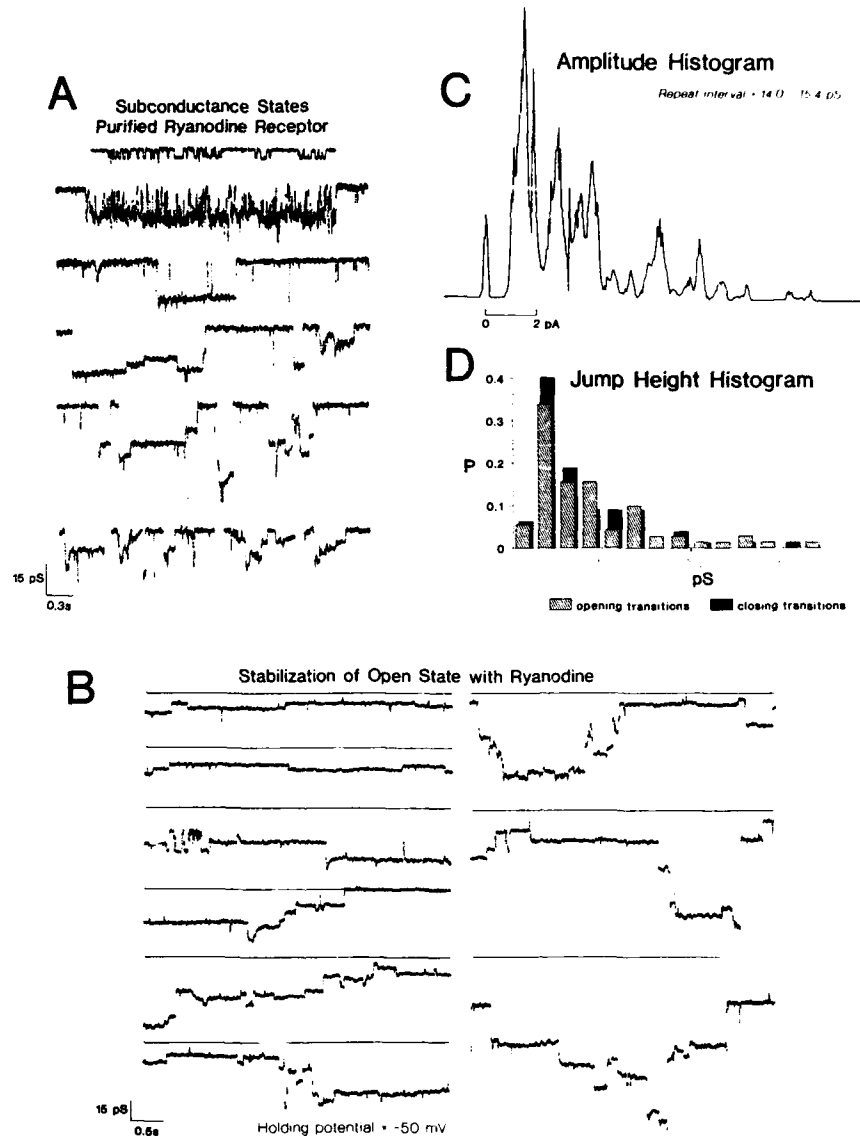 A
Subconductance States
Purified Ryanodine Receptor
15 pS
0.3s
C
Amplitude Histogram
Repeat interval = 14.0 15.4 pS
0 2 pA
D
Jump Height Histogram
0.4
0.3
0.2
0.1
0
P
pS
opening transitions closing transitions
B
Stabilization of Open State with Ryanodine
15 pS
0.5s
Holding potential = -50 mV